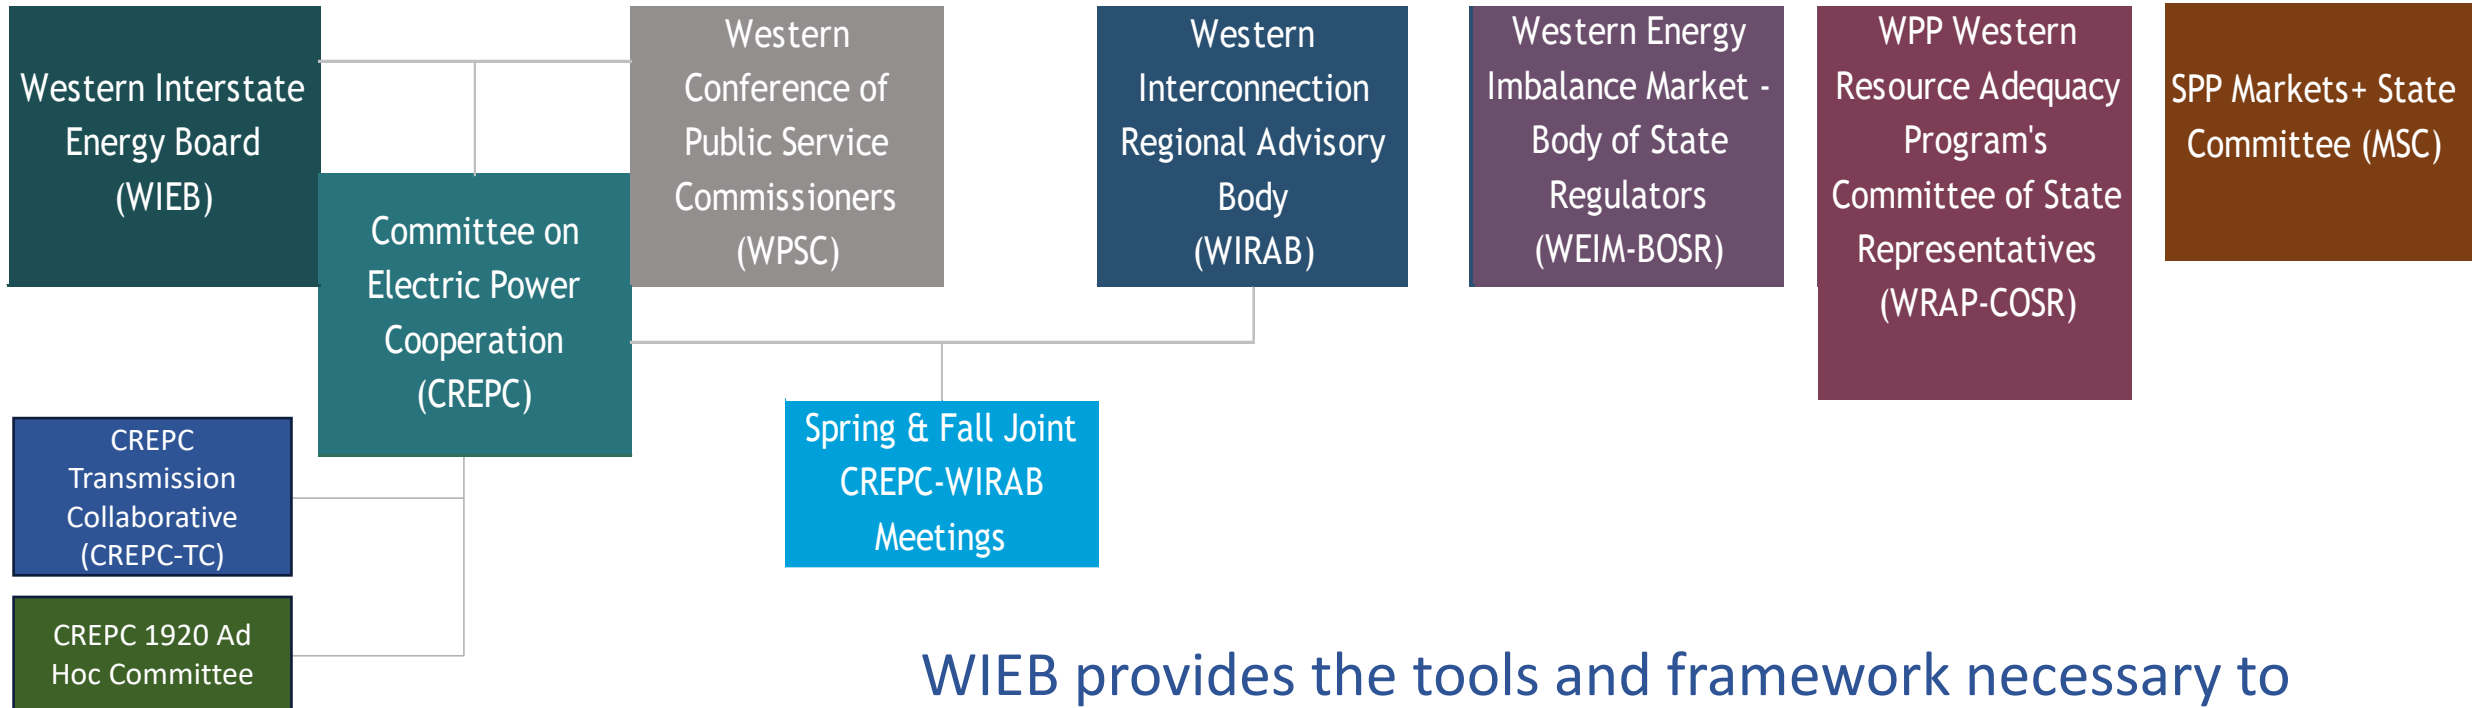 Western Interstate
Energy Board
(WIEB)
Committee on
Electric Power
Cooperation
(CREPC)
Western
Conference of
Public Service
Commissioners
(WPSC)
Western
Interconnection
Regional Advisory
Body
(WIRAB)
Western Energy
Imbalance Market -
Body of State
Regulators
(WEIM-BOSR)
WPP Western
Resource Adequacy
Program's
Committee of State
Representatives
(WRAP-COSR)
SPP Markets+ State
Committee (MSC)
CREPC
Transmission
Collaborative
(CREPC-TC)
Spring & Fall Joint
CREPC-WIRAB
Meetings
CREPC 1920 Ad
Hoc Committee
WIEB provides the tools and framework necessary to